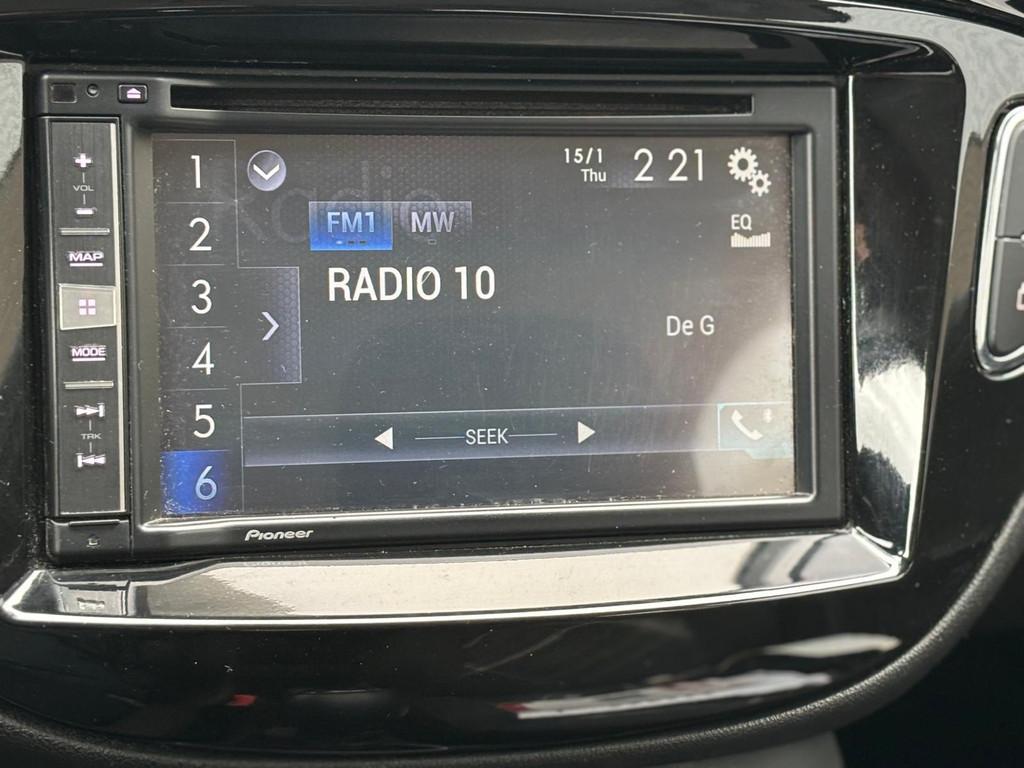 15/1 2 21
Thu
1
Radio
VOL
FM1 MW
EQ
2
MAP
RADIO 10
3
De G
MODE
4
5
TRK
SEEK
6
Pioneer